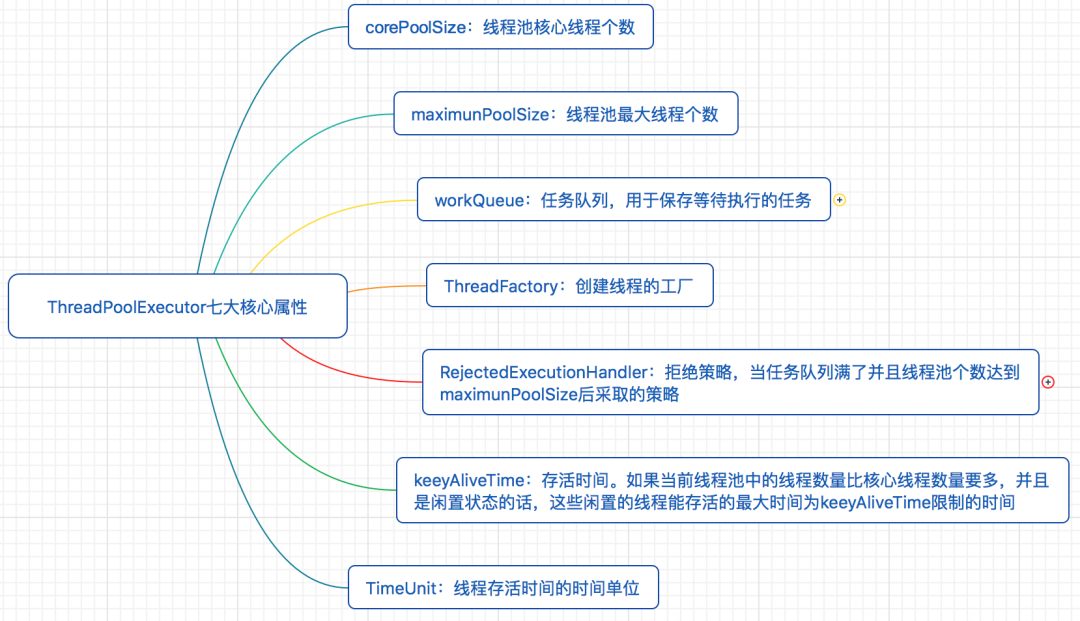 corePoolSize：线程池核心线程个数
maximunPoolSize：线程池最大线程个数
workQueue：任务队列，用于保存等待执行的任务
ThreadFactory：创建线程的工厂
ThreadPoolExecutor七大核心属性
RejectedExecutionHandler：拒绝策略，当任务队列满了并且线程池个数达到
maximunPoolSize后采取的策略
keeyAliveTime：存活时间。如果当前线程池中的线程数量比核心线程数量要多，并且
是闲置状态的话，这些闲置的线程能存活的最大时间为keeyAliveTime限制的时间
TimeUnit：线程存活时间的时间单位